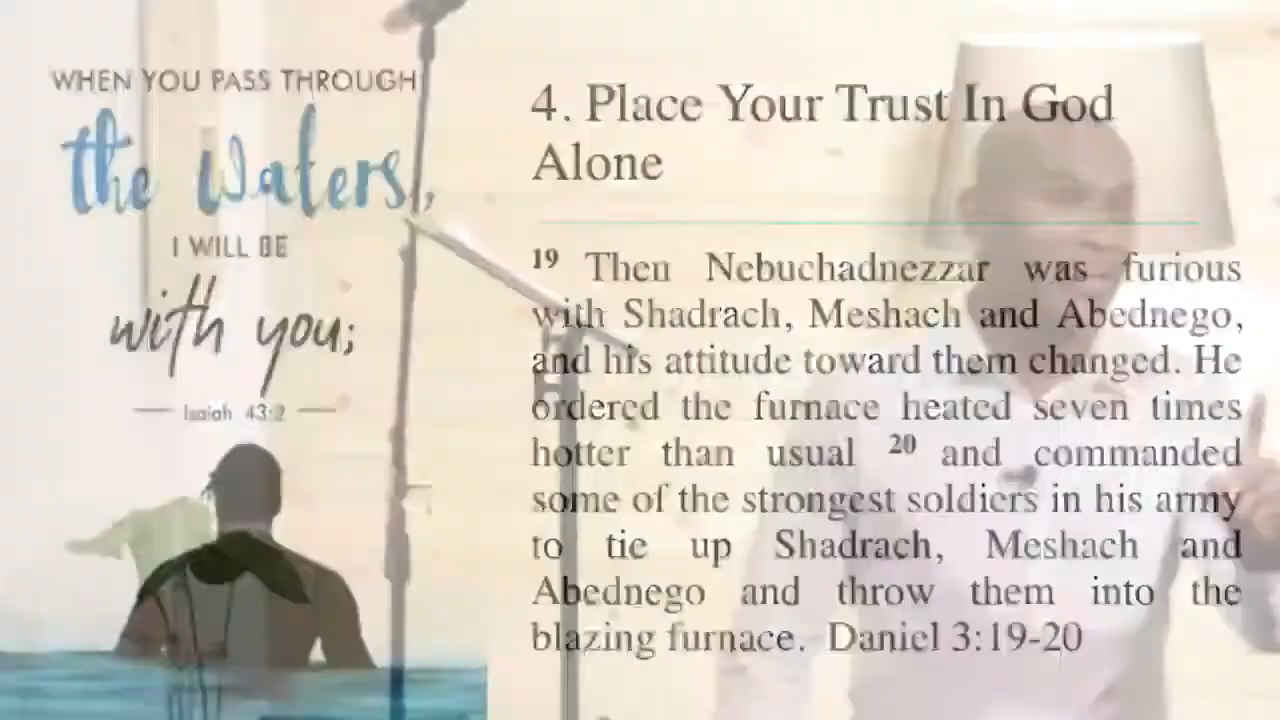 WHEN YOU PASS THROUGH
the Waters,
I WILL BE
with you;
Isaiah 43:2
4. Place Your Trust In God
Alone
19 Then Nebuchadnezzar was furious
with Shadrach, Meshach and Abednego,
and his attitude toward them changed. He
ordered the furnace heated seven times
hotter than usual 20 and commanded
some of the strongest soldiers in his army
to tie up Shadrach, Meshach and
Abednego and throw them into the
blazing furnace. Daniel 3:19-20